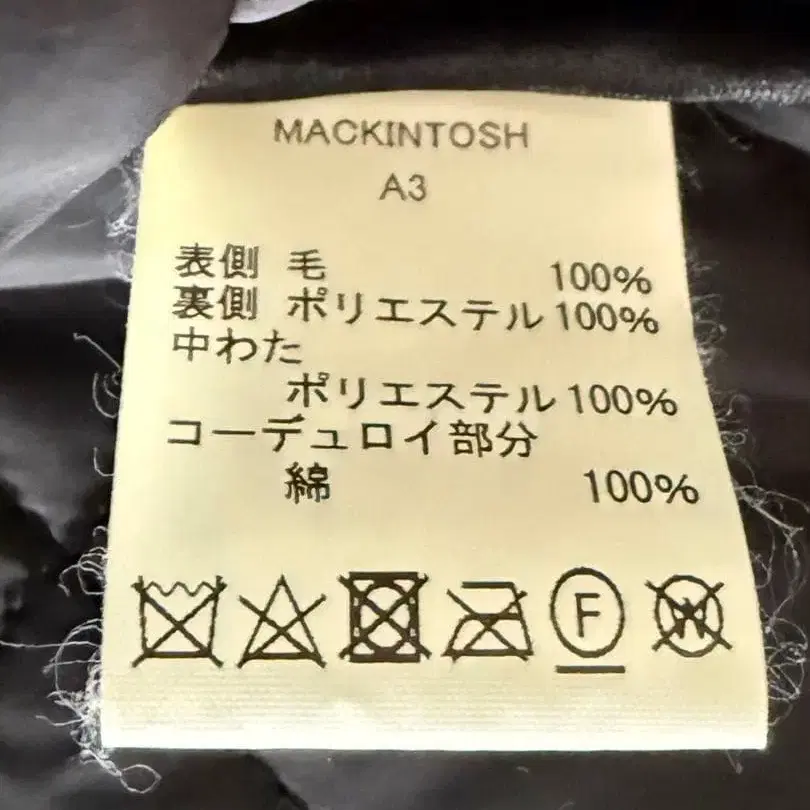 MACKINTOSH
A3
表側 毛 100%
裏側 ポリエステル 100%
中わた
ポリエステル 100%
コーデュロイ部分
綿 100%
F W